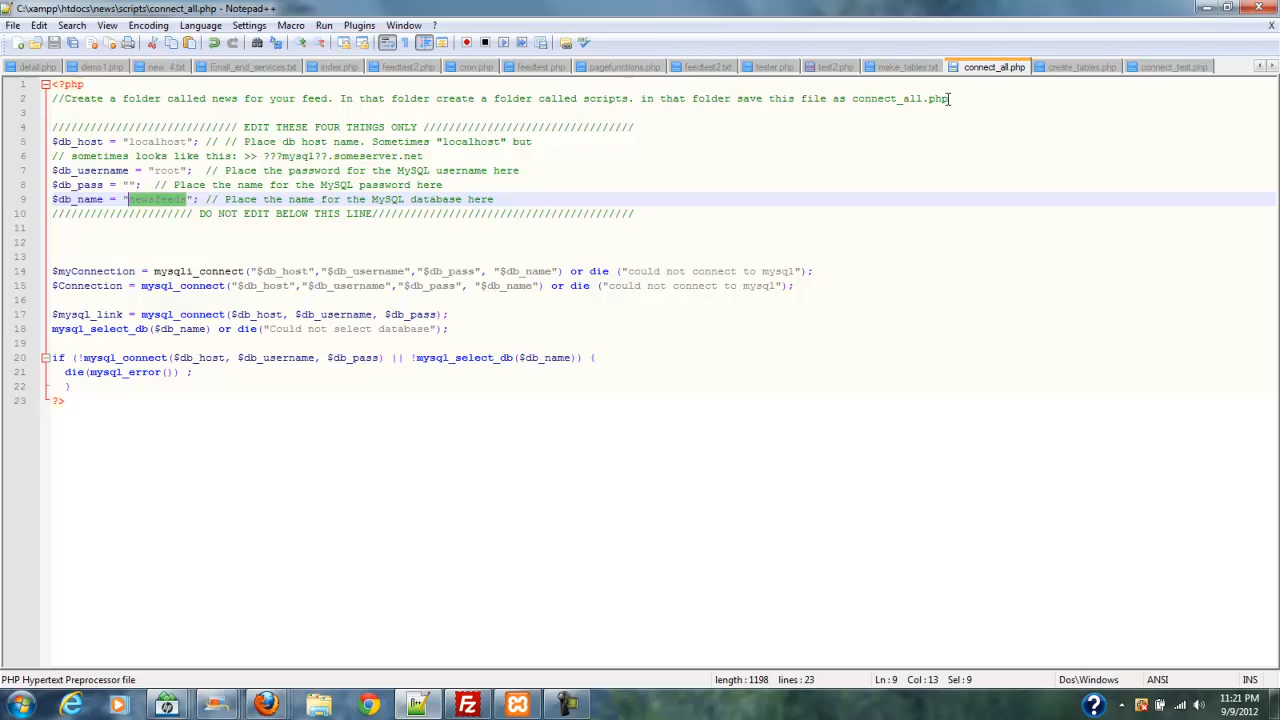 C:\xampp\htdocs\news\scripts\connect_all.php - Notepad++
File Edit Search View Encoding Language Settings Macro Run Plugins Window ?
detail.php demo1.php new 4.txt Email_end_services.txt index.php feedtest2.php cron.php feedtest.php pagefunctions.php feedtest2.txt tester.php test2.php make_tables.txt connect_all.php create_tables.php connect_test.php
1 <?php
2 //Create a folder called news for your feed. In that folder create a folder called scripts. in that folder save this file as connect_all.php
3
4 ///////////////////////////// EDIT THESE FOUR THINGS ONLY /////////////////////////////////
5 $db_host = "localhost"; // // Place db host name. Sometimes "localhost" but
6 // sometimes looks like this: >> ???mysql??.someserver.net
7 $db_username = "root";  // Place the password for the MySQL username here
8 $db_pass = "";  // Place the name for the MySQL password here
9 $db_name = "newsfeeds"; // Place the name for the MySQL database here
10 ////////////////////// DO NOT EDIT BELOW THIS LINE/////////////////////////////////////////
11
12
13
14 $myConnection = mysqli_connect("$db_host","$db_username","$db_pass", "$db_name") or die ("could not connect to mysql");
15 $Connection = mysql_connect("$db_host","$db_username","$db_pass", "$db_name") or die ("could not connect to mysql");
16
17 $mysql_link = mysql_connect($db_host, $db_username, $db_pass);
18 mysql_select_db($db_name) or die("Could not select database");
19
20 if (!mysql_connect($db_host, $db_username, $db_pass) || !mysql_select_db($db_name)) {
21 die(mysql_error()) ;
22 }
23 ?>
PHP Hypertext Preprocessor file length : 1198 lines : 23 Ln : 9 Col : 13 Sel : 9 Dos\Windows ANSI INS
11:21 PM
9/9/2012